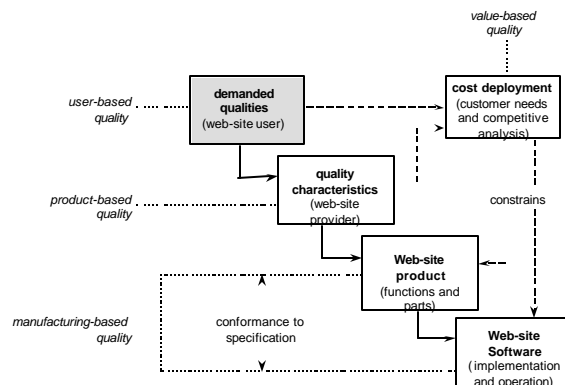 value-based
quality
demanded
qualities
(web-site user)
cost deployment
(customer needs
and competitive
analysis)
user-based
quality
quality
characteristics
(web-site
provider)
product-based
quality
constrains
Web-site
product
(functions and
parts)
manufacturing-based
quality
conformance to
specification
Web-site
Software
(implementation
and operation)